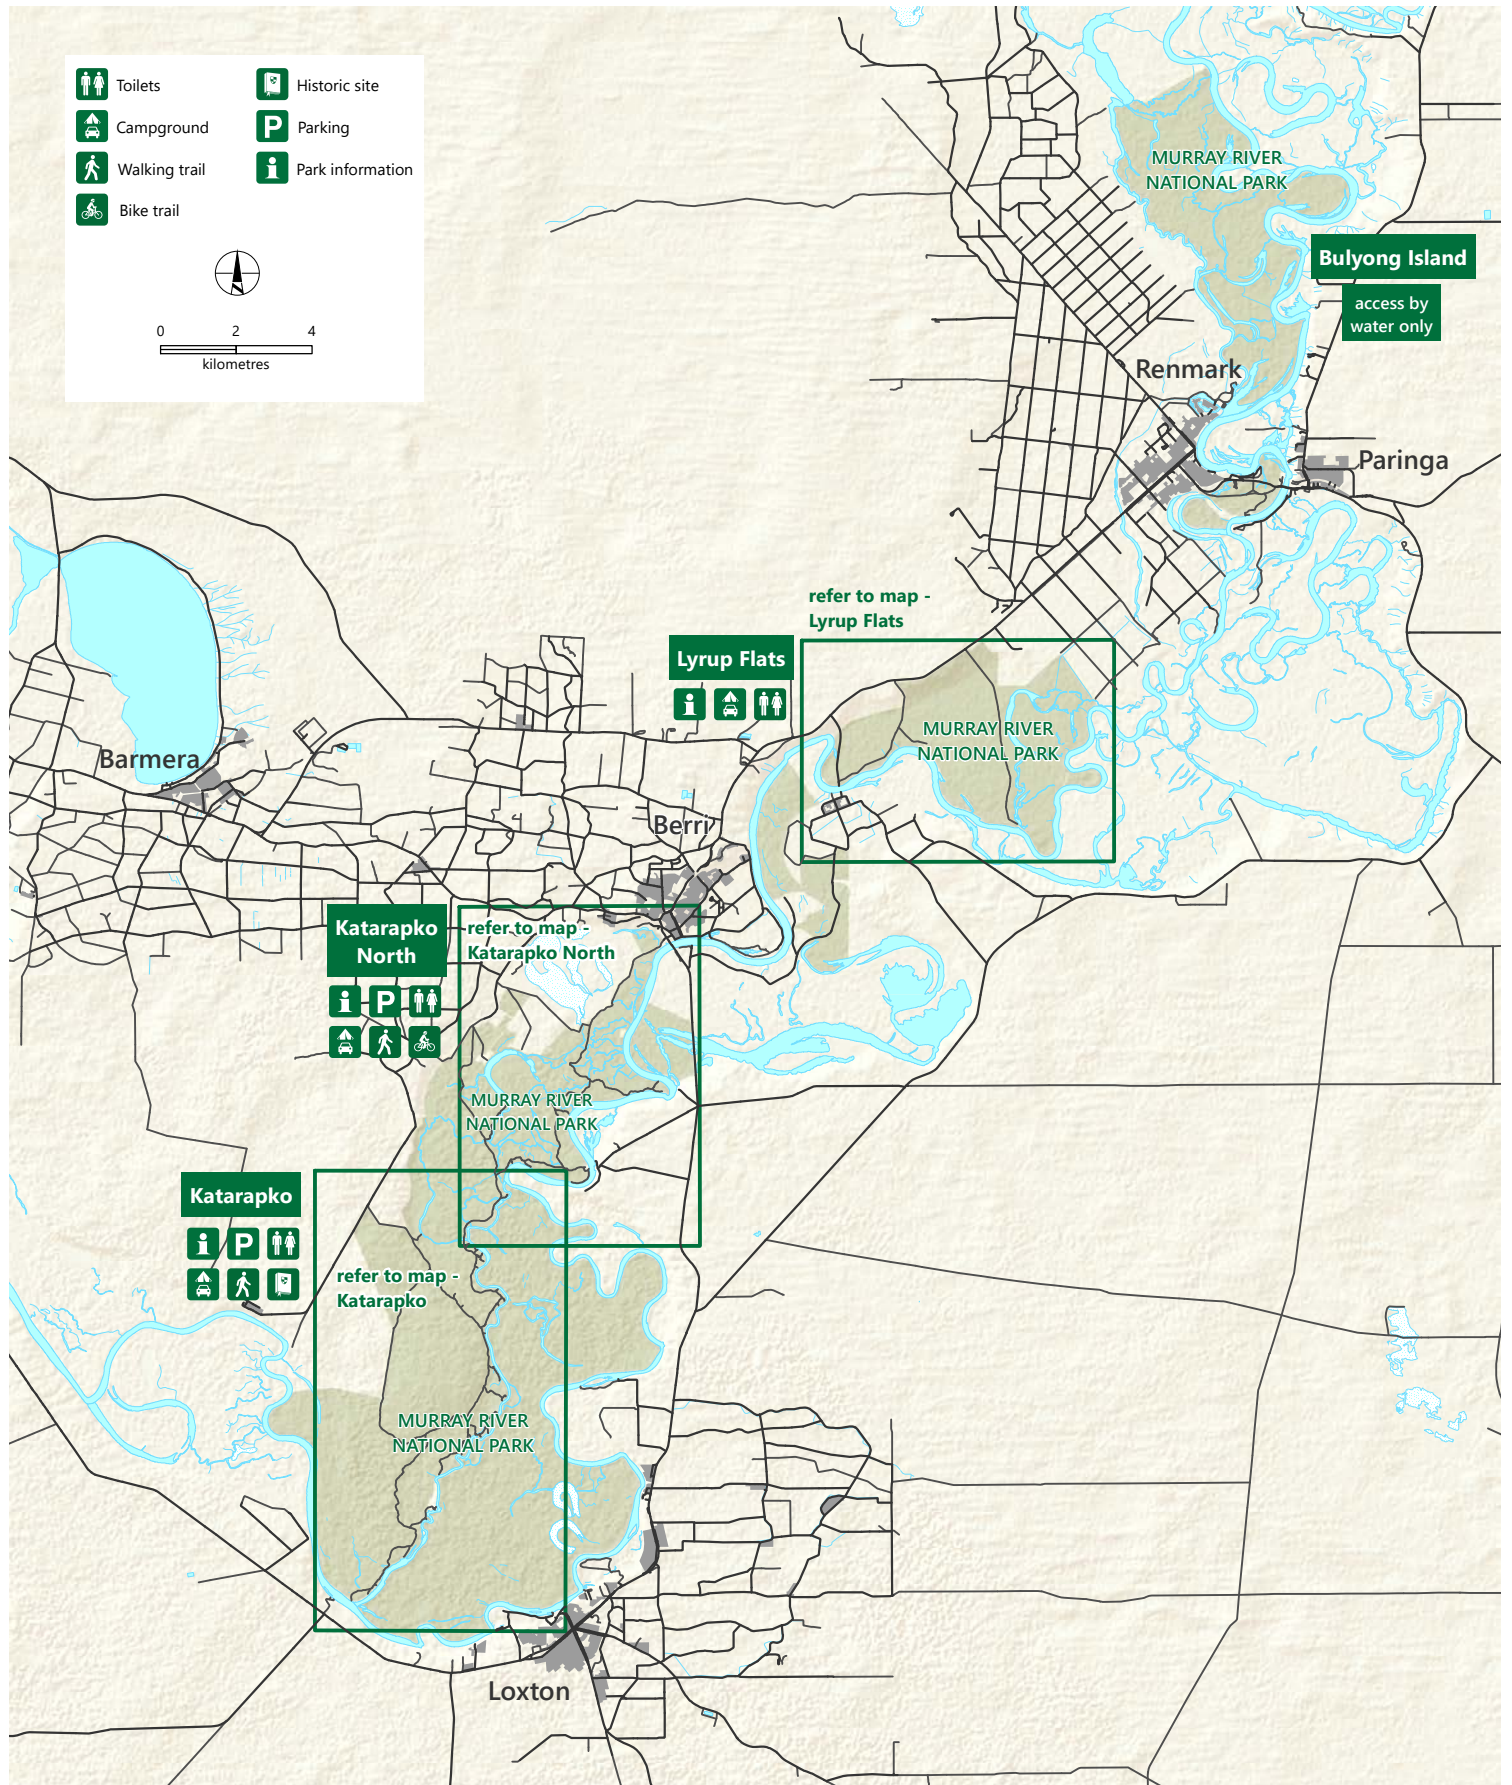 Toilets
Historic site
Campground
P
Parking
Walking trail
Park information
Bike trail
0 2 4
kilometres
MURRAY RIVER
NATIONAL PARK
Bulyong Island
access by
water only
Renmark
Paringa
refer to map -
Lyrup Flats
Lyrup Flats
MURRAY RIVER
NATIONAL PARK
Barmera
Berri
Katarapko
North
P
refer to map -
Katarapko North
MURRAY RIVER
NATIONAL PARK
Katarapko
P
refer to map -
Katarapko
MURRAY RIVER
NATIONAL PARK
Loxton